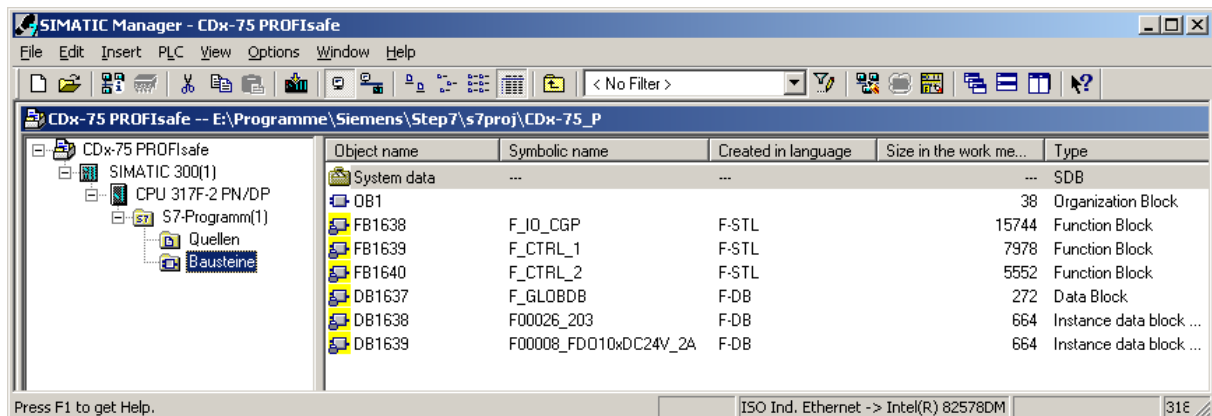 SIMATIC Manager - CDx-75 PROFIsafe
File Edit Insert PLC View Options Window Help
< No Filter >
CDx-75 PROFIsafe -- E:\Programme\Siemens\Step7\s7proj\CDx-75_P
CDx-75 PROFIsafe
SIMATIC 300(1)
CPU 317F-2 PN/DP
S7-Programm(1)
Quellen
Bausteine
Object name Symbolic name Created in language Size in the work me... Type
System data --- --- --- SDB
OB1 38 Organization Block
FB1638 F_IO_CGP F-STL 15744 Function Block
FB1639 F_CTRL_1 F-STL 7978 Function Block
FB1640 F_CTRL_2 F-STL 5552 Function Block
DB1637 F_GLOBDB F-DB 272 Data Block
DB1638 F00026_203 F-DB 664 Instance data block ...
DB1639 F00008_FDO10xDC24V_2A F-DB 664 Instance data block ...
Press F1 to get Help. ISO Ind. Ethernet -> Intel(R) 82578DM 318